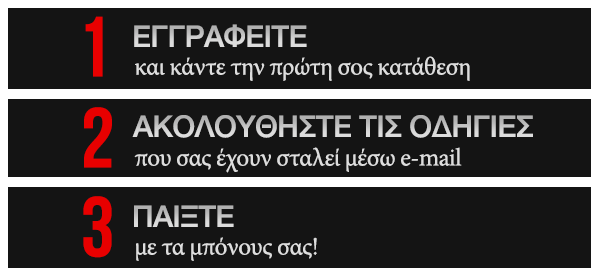 1 ΕΓΓΡΑΦΕΙΤΕ
και κάντε την πρώτη σος κατάθεση
2 ΑΚΟΛΟΥΘΗΣΤΕ ΤΙΣ ΟΔΗΓΙΕΣ
που σας έχουν σταλεί μέσω e-mail
3 ΠΑΙΞΤΕ
με τα μπόνους σας!